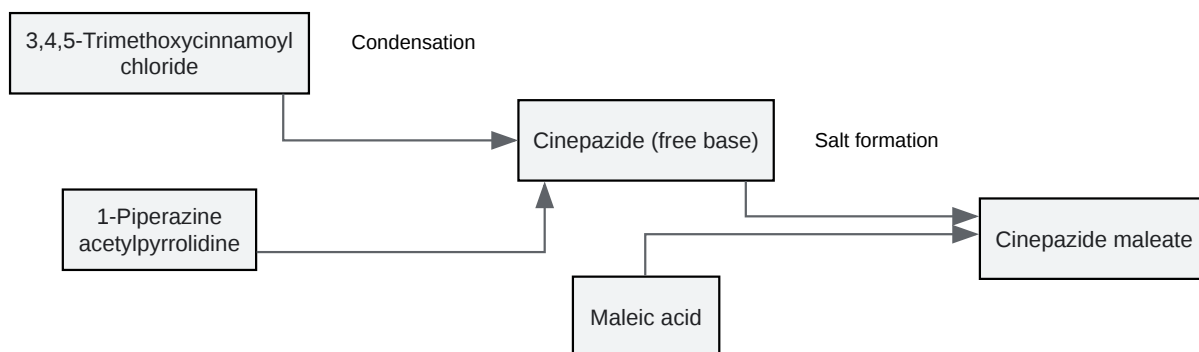 3,4,5-Trimethoxycinnamoyl
chloride
Condensation
Cinepazide (free base)
Salt formation
1-Piperazine
acetylpyrrolidine
Cinepazide maleate
Maleic acid